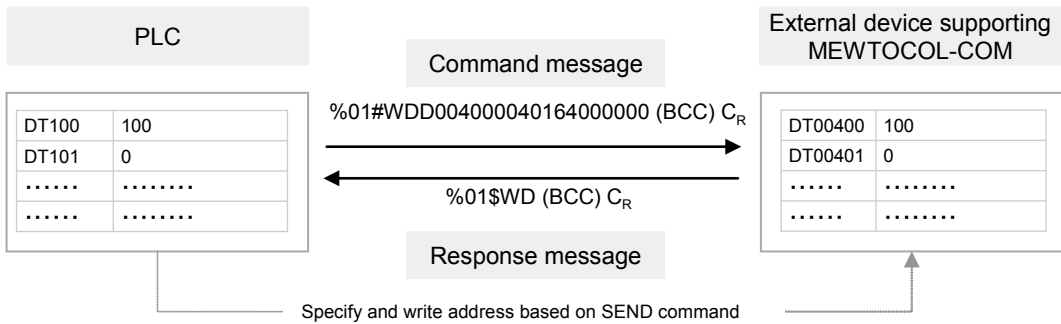 PLC
External device supporting
MEWTOCOL-COM
Command message
%01#WDD004000040164000000 (BCC) CR
DT100 100
DT101 0
······ ········
······ ········
DT00400 100
DT00401 0
······ ········
······ ········
%01$WD (BCC) CR
Response message
Specify and write address based on SEND command